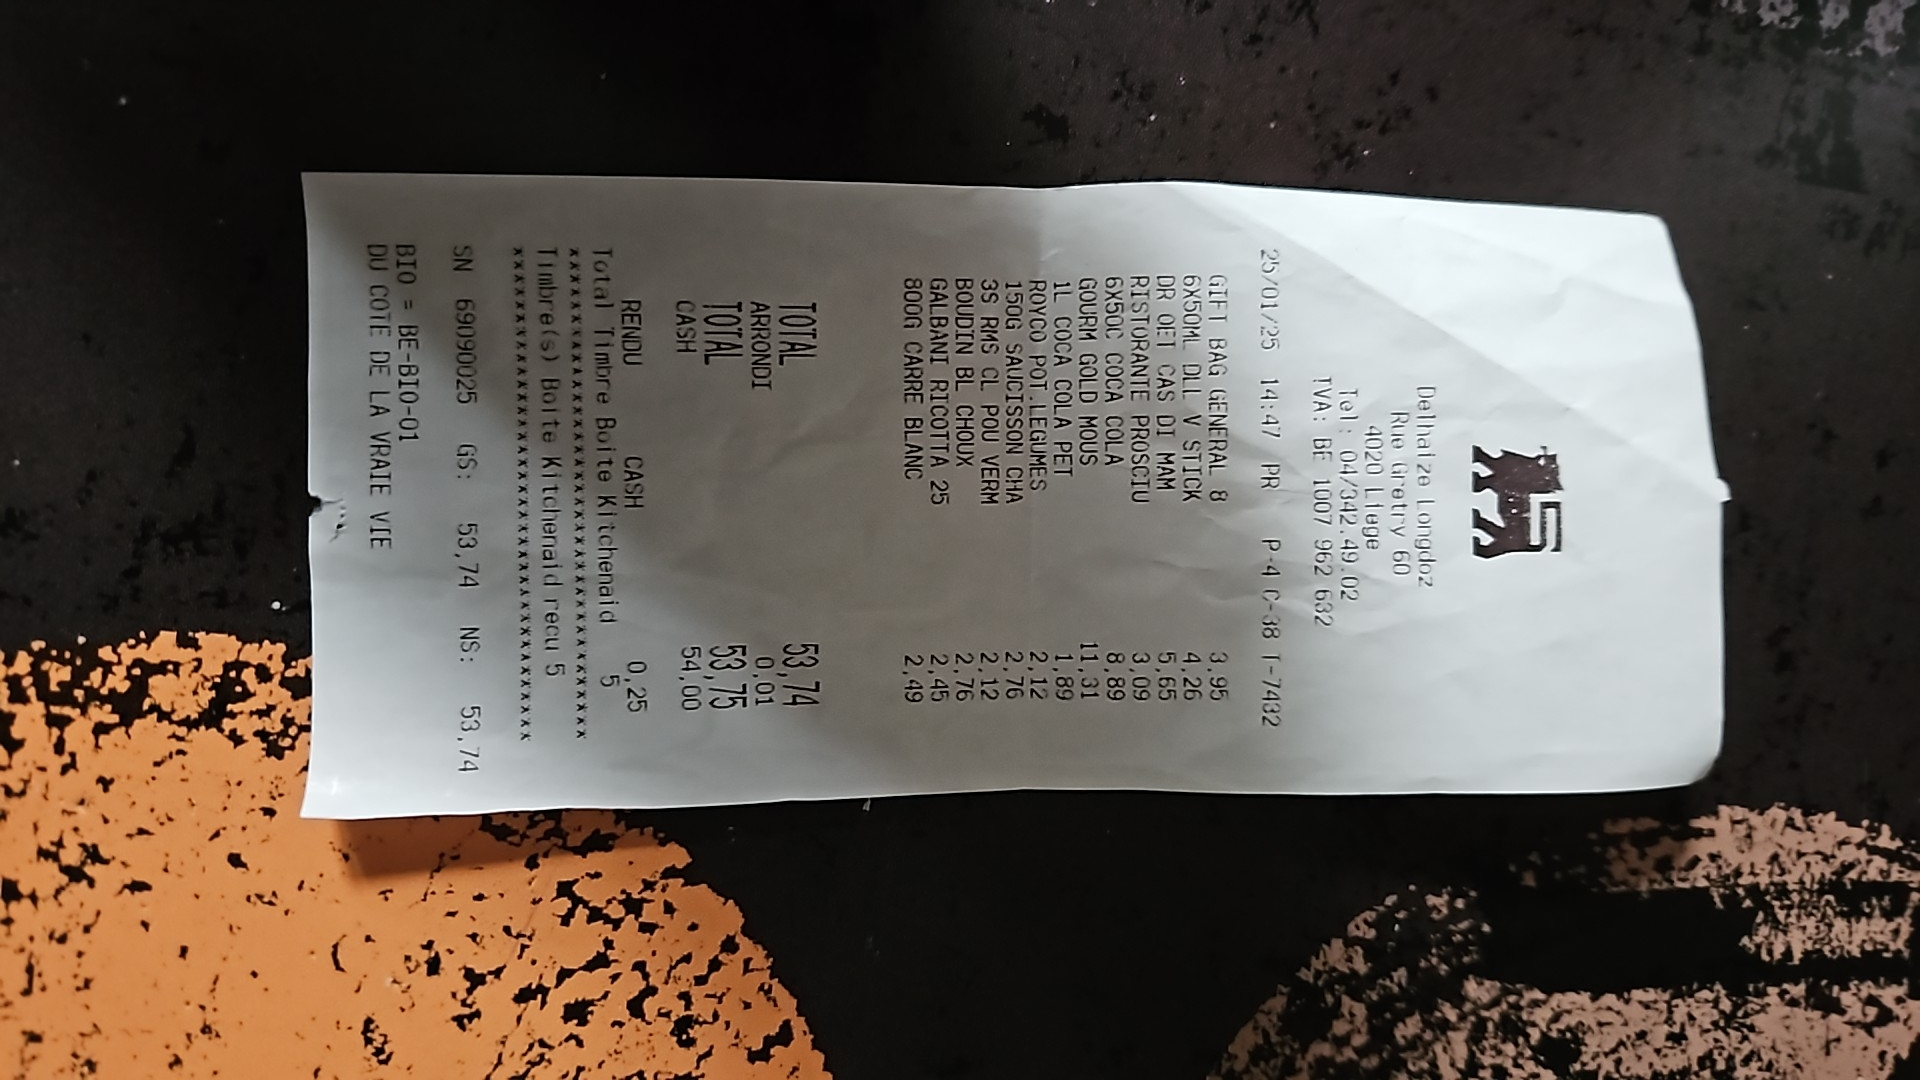 Delhaize Longdoz
Rue Gretry 60
4020 Liege
Tel: 04/342.49.02
TVA: BE 1007 962 632
25/01/25 14:47 PR P-4 C-38 T-7432
GIFT BAG GENERAL 8 3,95
6X50ML DLL V STICK 4,26
DR OET CAS DI MAM 5,65
RISTORANTE PROSCIU 3,09
6X50C COCA COLA 8,89
GOURM GOLD MOUS 11,31
1L COCA COLA PET 1,89
ROYCO POT.LEGUMES 2,12
150G SAUCISSON CHA 2,76
3S RMS CL POU VERM 2,12
BOUDIN BL CHOUX 2,76
GALBANI RICOTTA 25 2,45
800G CARRE BLANC 2,49
TOTAL 53,74
ARRONDI 0,01
TOTAL 53,75
CASH 54,00
RENDU CASH 0,25
Total Timbre Boite Kitchenaid 5
****************************************
Timbre(s) Boite Kitchenaid recu 5
****************************************
SN 69090025 GS: 53,74 NS: 53,74
BIO = BE-BIO-01
DU COTE DE LA VRAIE VIE